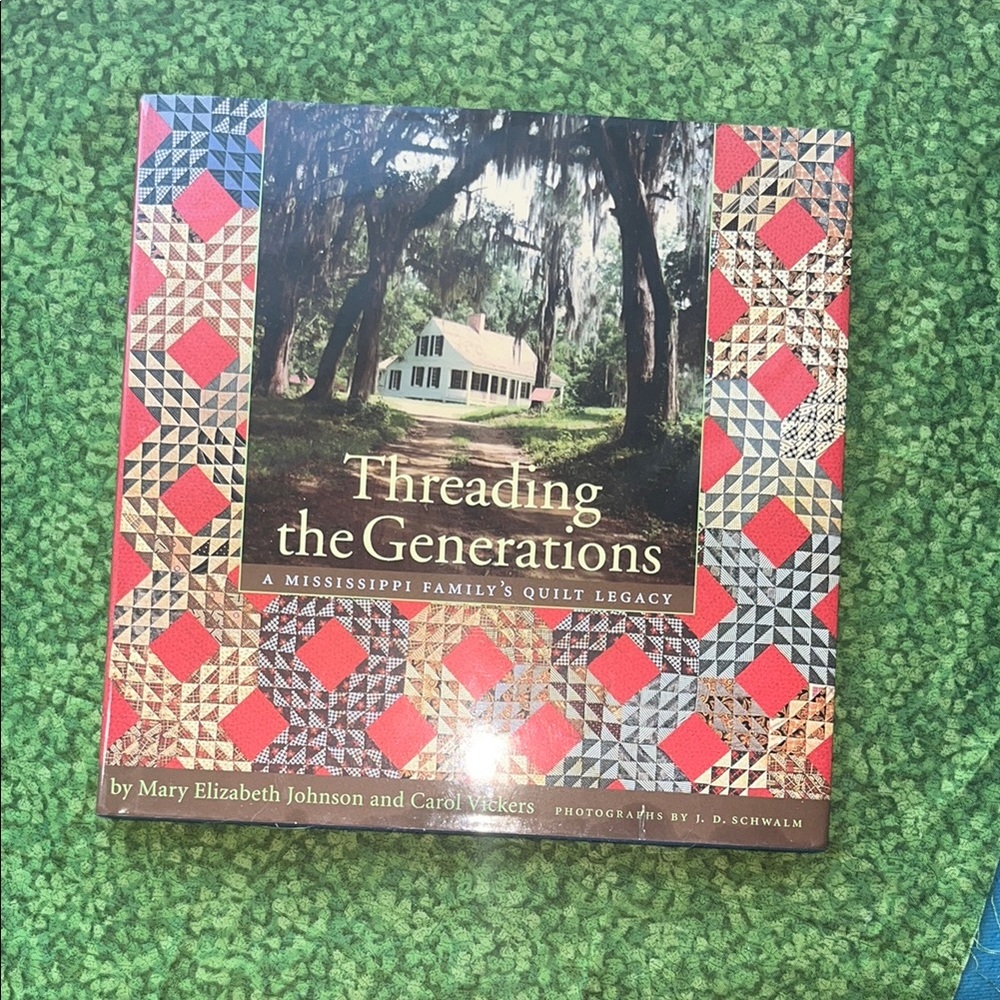 Threading
the Generations
A MISSISSIPPI FAMILY'S QUILT LEGACY
by Mary Elizabeth Johnson and Carol Vickers PHOTOGRAPHS BY J. D. SCHWALM